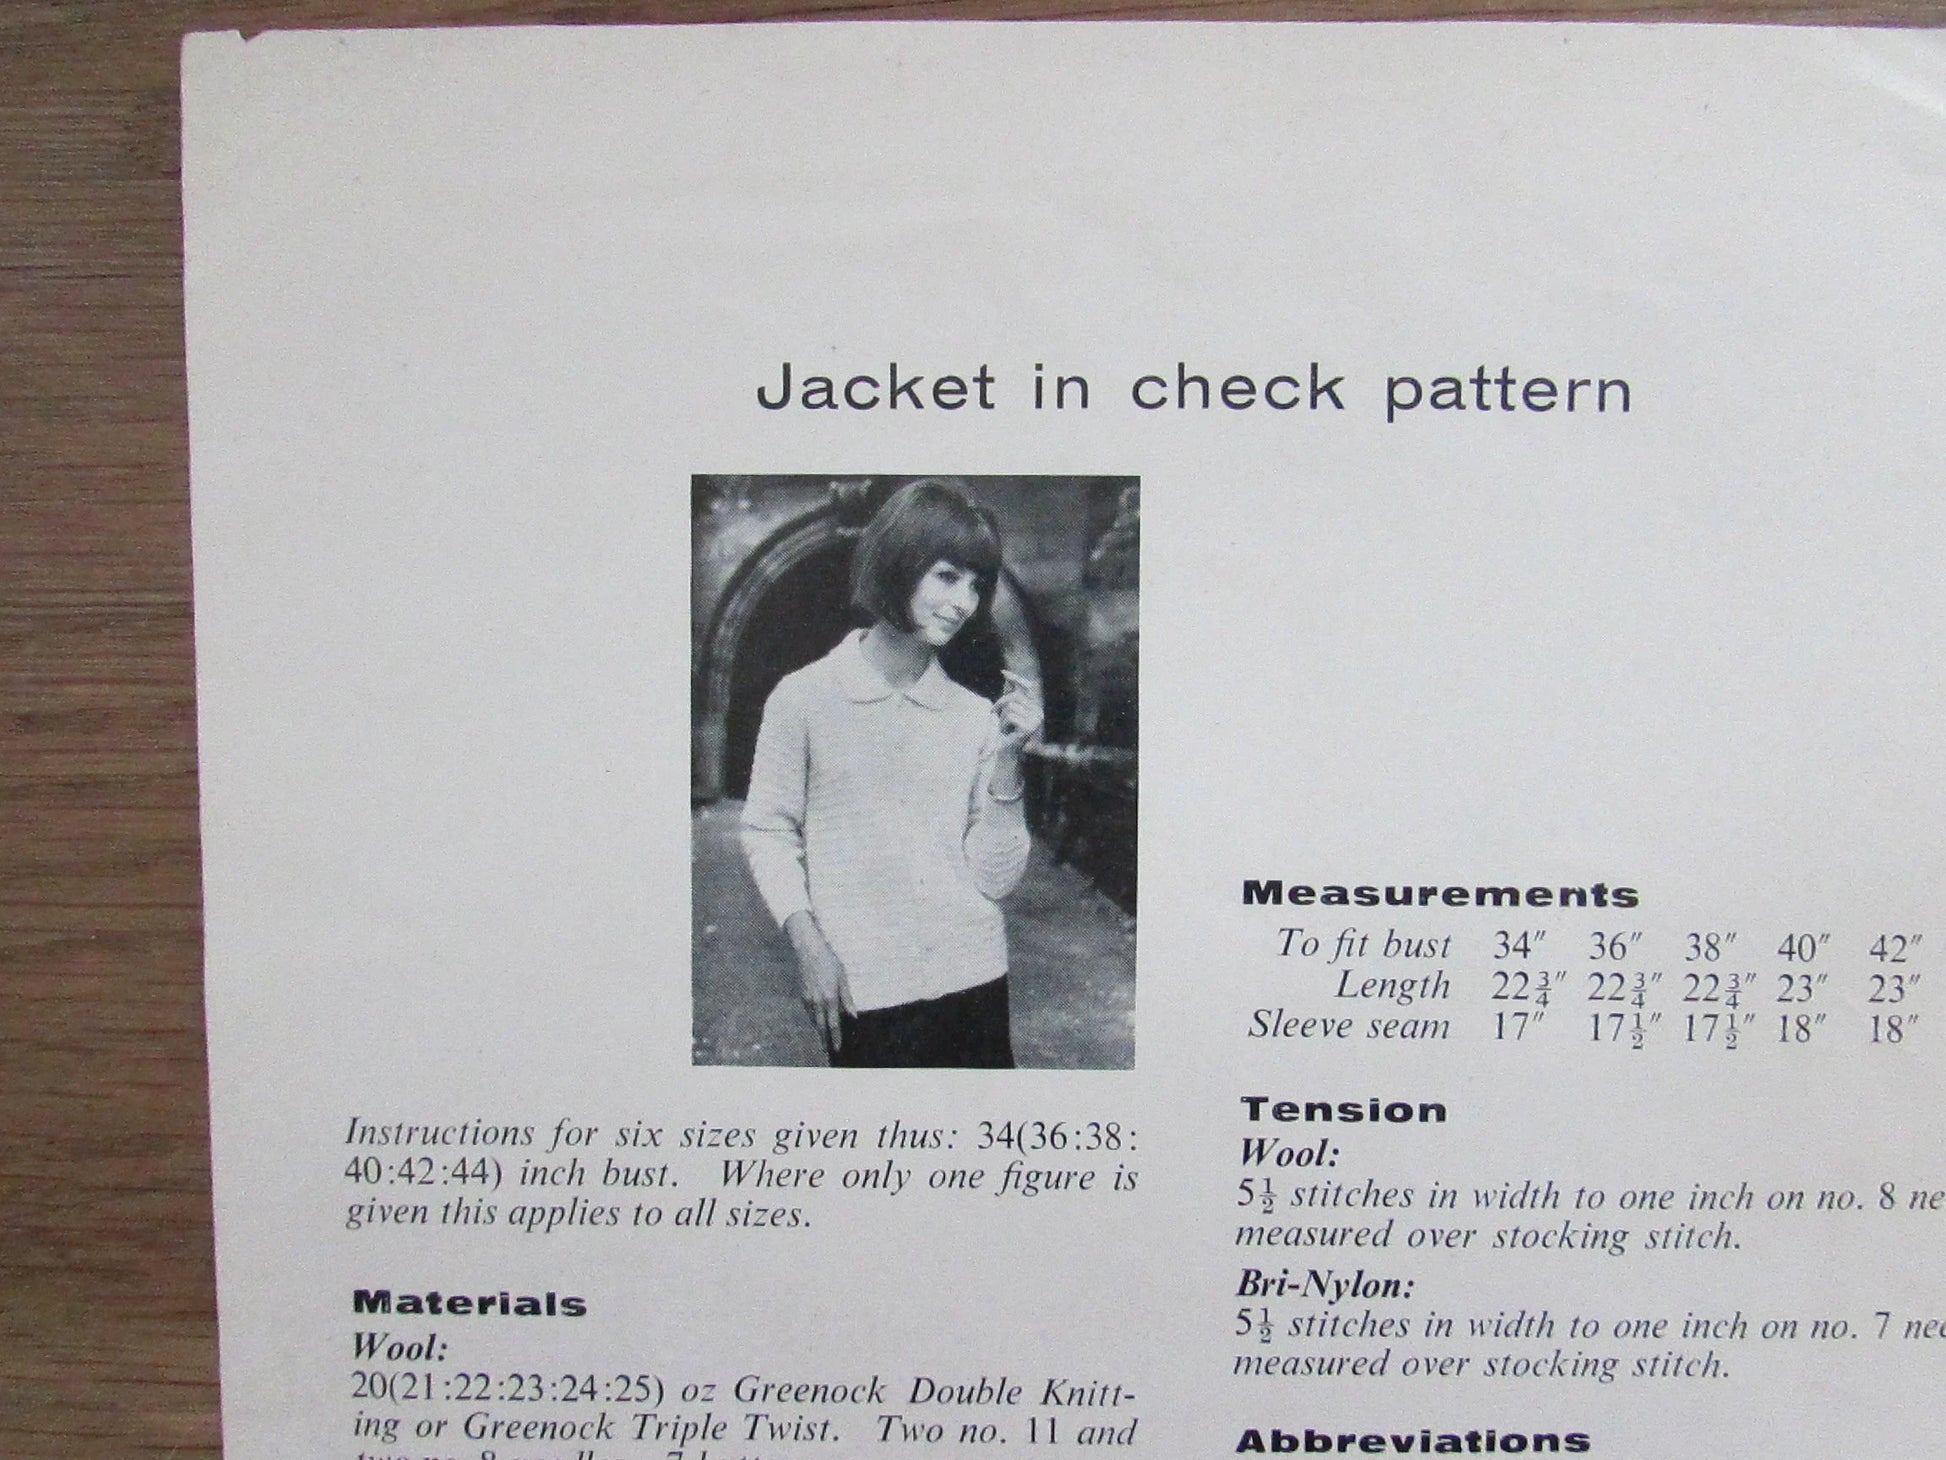 Jacket in check pattern
Instructions for six sizes given thus: 34(36:38:
40:42:44) inch bust. Where only one figure is
given this applies to all sizes.
Materials
Wool:
20(21:22:23:24:25) oz Greenock Double Knitt-
ing or Greenock Triple Twist. Two no. 11 and
Measurements
To fit bust 34" 36" 38" 40" 42"
Length 22¾" 22¾" 22¾" 23" 23"
Sleeve seam 17" 17½" 17½" 18" 18"
Tension
Wool:
5½ stitches in width to one inch on no. 8 ne
measured over stocking stitch.
Bri-Nylon:
5½ stitches in width to one inch on no. 7 nee
measured over stocking stitch.
Abbreviations